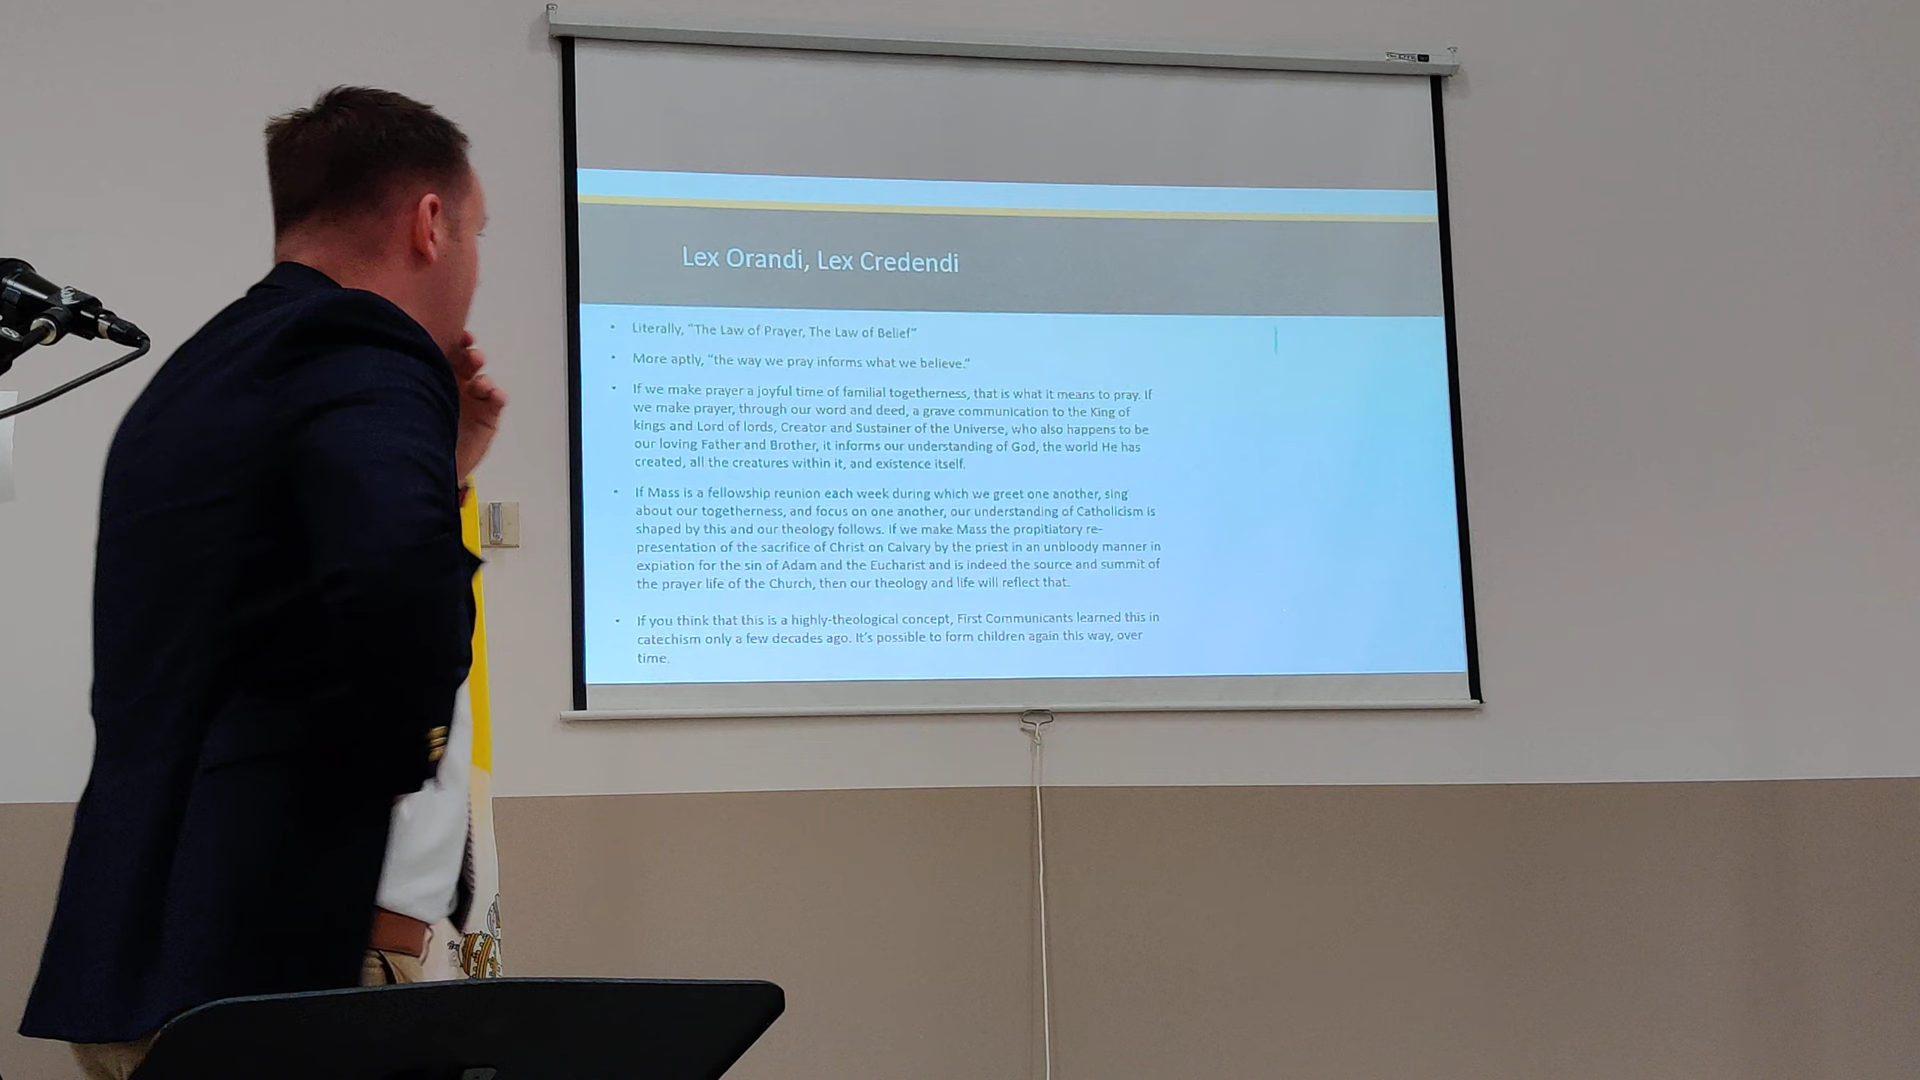 Lex Orandi, Lex Credendi
• Literally, “The Law of Prayer, The Law of Belief”
• More aptly, “the way we pray informs what we believe.”
• If we make prayer a joyful time of familial togetherness, that is what it means to pray. If
we make prayer, through our word and deed, a grave communication to the King of
kings and Lord of lords, Creator and Sustainer of the Universe, who also happens to be
our loving Father and Brother, it informs our understanding of God, the world He has
created, all the creatures within it, and existence itself.
• If Mass is a fellowship reunion each week during which we greet one another, sing
about our togetherness, and focus on one another, our understanding of Catholicism is
shaped by this and our theology follows. If we make Mass the propitiatory re-
presentation of the sacrifice of Christ on Calvary by the priest in an unbloody manner in
expiation for the sin of Adam and the Eucharist and is indeed the source and summit of
the prayer life of the Church, then our theology and life will reflect that.
• If you think that this is a highly-theological concept, First Communicants learned this in
catechism only a few decades ago. It’s possible to form children again this way, over
time.